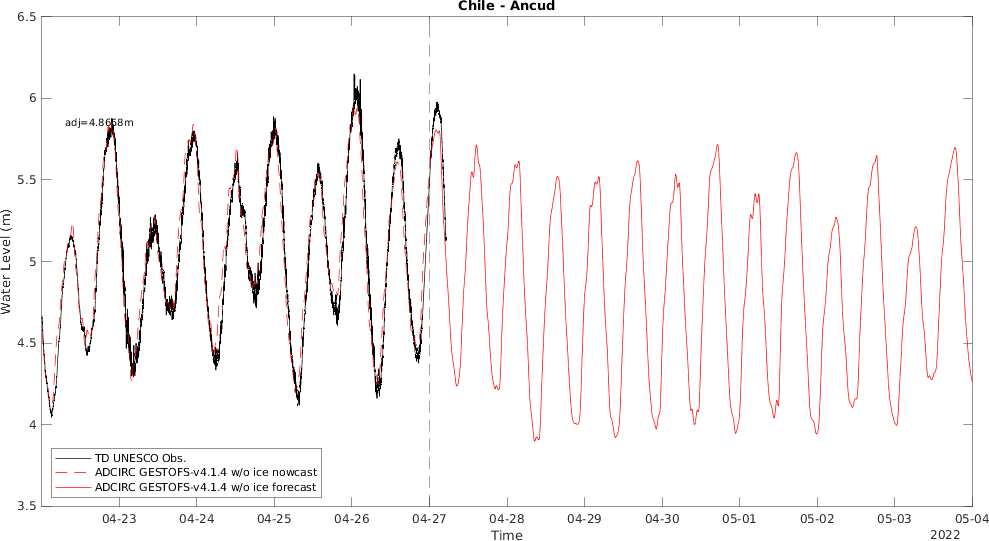 Chile - Ancud
6.5
6
5.5
5
4.5
4
3.5
Water Level (m)
adj=4.8658m
TD UNESCO Obs.
ADCIRC GESTOFS-v4.1.4 w/o ice nowcast
ADCIRC GESTOFS-v4.1.4 w/o ice forecast
04-23 04-24 04-25 04-26 04-27 04-28 04-29 04-30 05-01 05-02 05-03 05-04
Time
2022